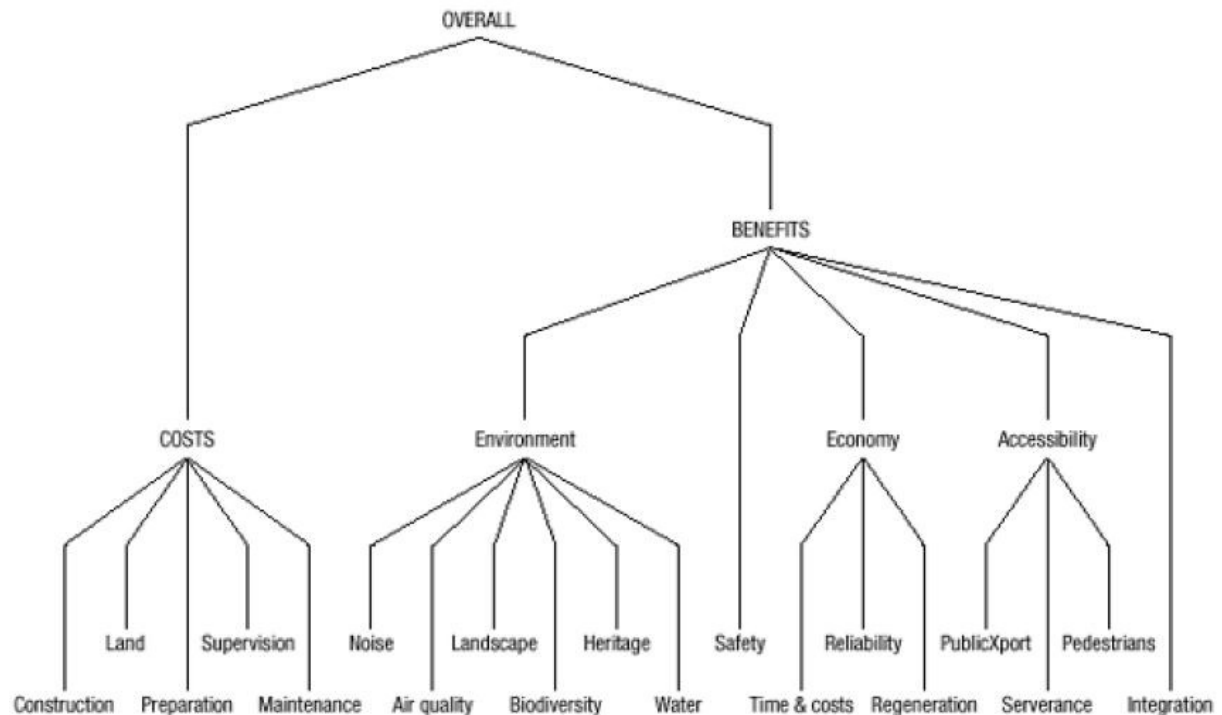 OVERALL
BENEFITS
COSTS Environment Economy Accessibility
Land Supervision Noise Landscape Heritage Safety Reliability PublicXport Pedestrians
Construction Preparation Maintenance Air quality Biodiversity Water Time & costs Regeneration Serverance Integration